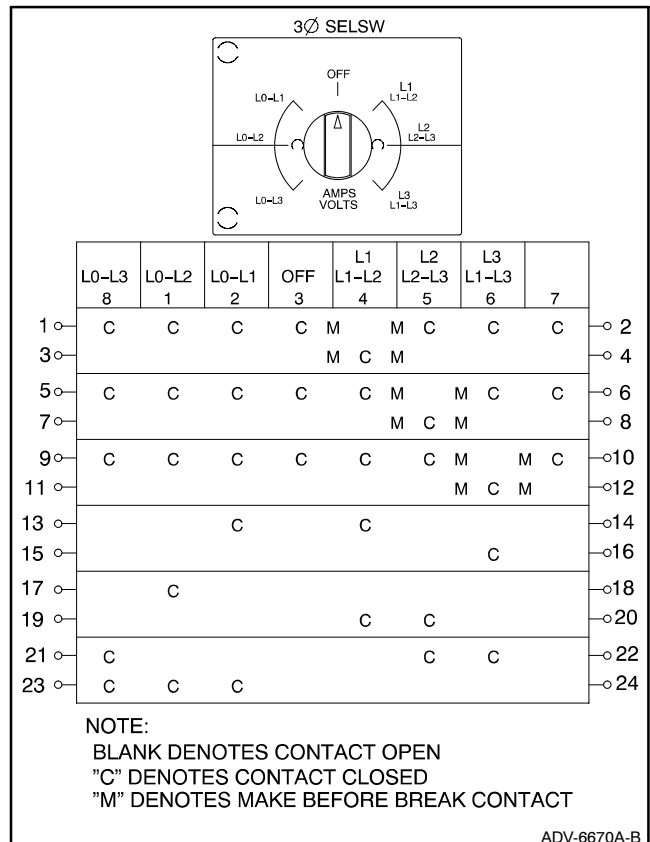 3∅ SELSW
OFF
L0–L1
L1
L1–L2
L0–L2
L2
L2–L3
L0–L3
AMPS
VOLTS
L3
L1–L3
L1 L2 L3
L0–L3 L0–L2 L0–L1 OFF L1–L2 L2–L3 L1–L3
8 1 2 3 4 5 6 7
1 C C C C M M C C C 2
3 M C M 4
5 C C C C C M M C C 6
7 M C M 8
9 C C C C C C M M C 10
11 M C M 12
13 C C 14
15 C 16
17 C 18
19 C C 20
21 C C C 22
23 C C C 24
NOTE:
BLANK DENOTES CONTACT OPEN
"C" DENOTES CONTACT CLOSED
"M" DENOTES MAKE BEFORE BREAK CONTACT
ADV-6670A-B